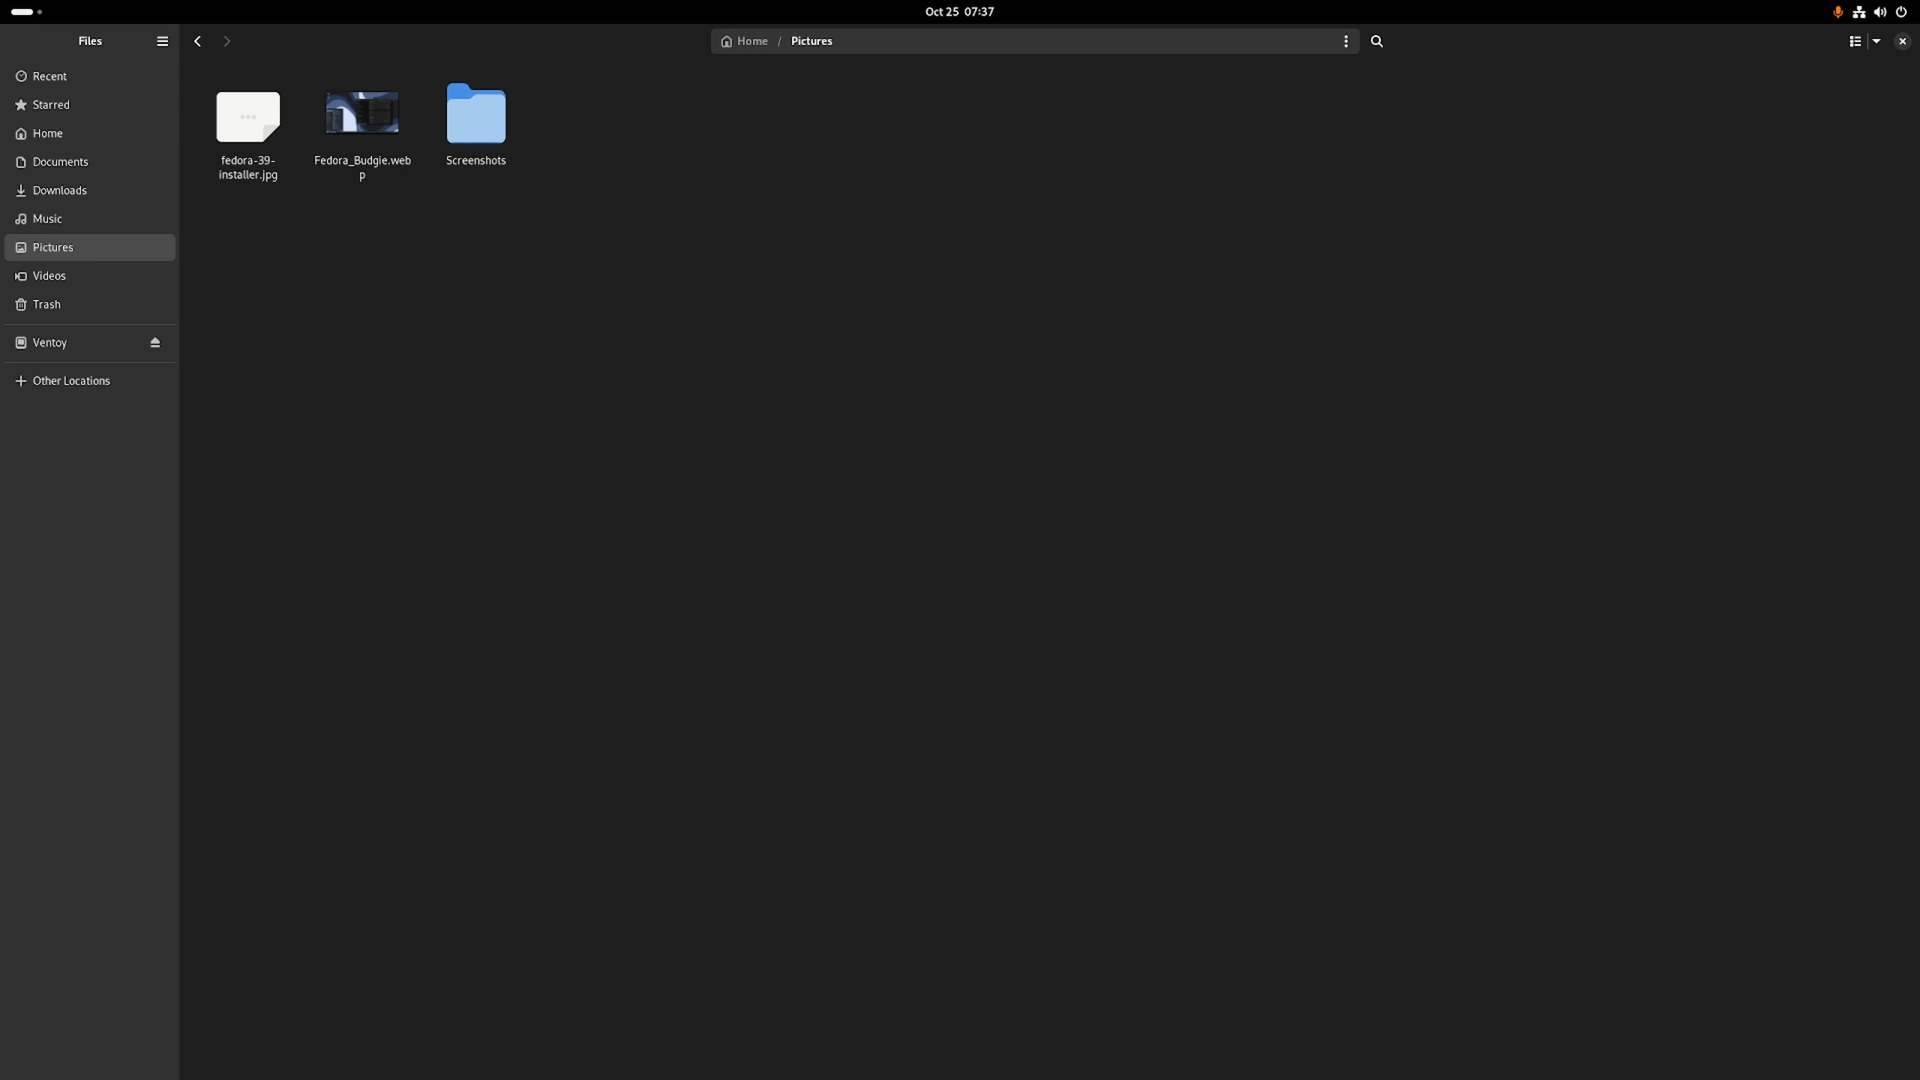 Oct 25 07:37
Files
Home / Pictures
Recent
Starred
Home
Documents
Downloads
Music
Pictures
Videos
Trash
Ventoy
Other Locations
fedora-39-
installer.jpg
Fedora_Budgie.web
p
Screenshots